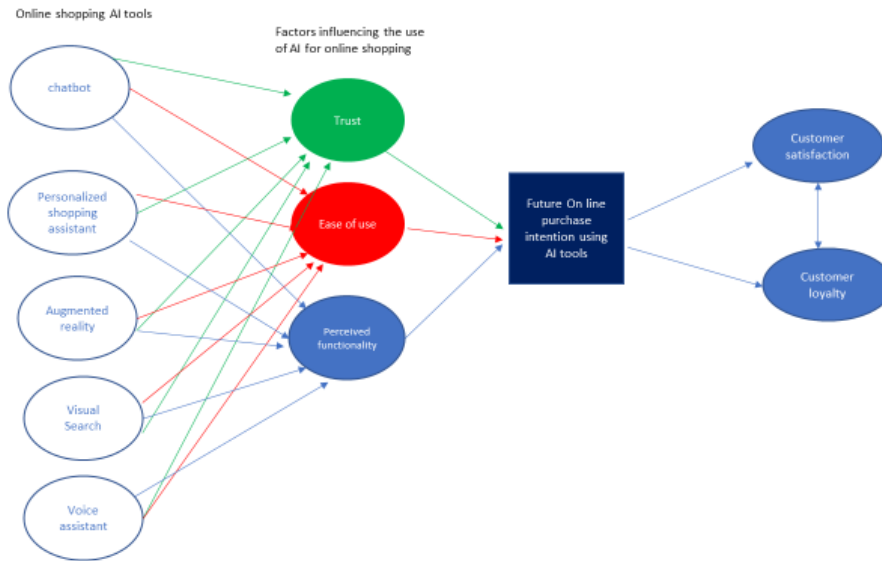 Online shopping AI tools
Factors influencing the use
of AI for online shopping
chatbot
Personalized
shopping
assistant
Augmented
reality
Visual
Search
Voice
assistant
Trust
Ease of use
Perceived
functionality
Future On line
purchase
intention using
AI tools
Customer
satisfaction
Customer
loyalty